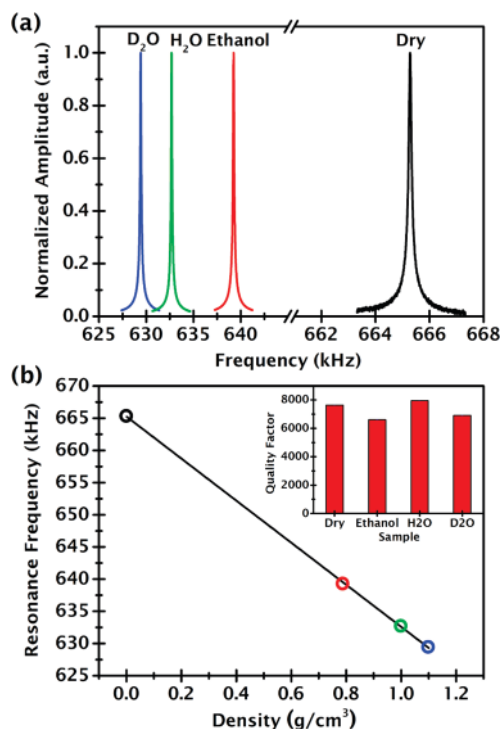 (a)
D₂O H₂O Ethanol Dry
Normalized Amplitude (a.u.)
1.0
0.8
0.6
0.4
0.2
0.0
625 630 635 640 662 664 666 668
Frequency (kHz)
(b)
Resonance Frequency (kHz)
670
665
660
655
650
645
640
635
630
625
Quality Factor
8000
6000
4000
2000
0
Dry Ethanol H2O D2O
Sample
0.0 0.2 0.4 0.6 0.8 1.0 1.2
Density (g/cm³)